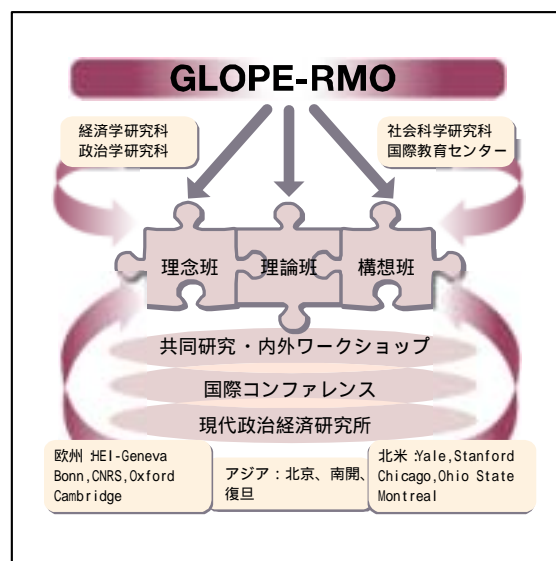 GLOPE-RMO
経済学研究科
政治学研究科
社会科学研究科
国際教育センター
理念班
理論班
構想班
共同研究・内外ワークショップ
国際コンファレンス
現代政治経済研究所
欧州:HEI-Geneva
Bonn,CNRS,Oxford
Cambridge
アジア：北京、南開、
復旦
北米:Yale,Stanford
Chicago,Ohio State
Montreal